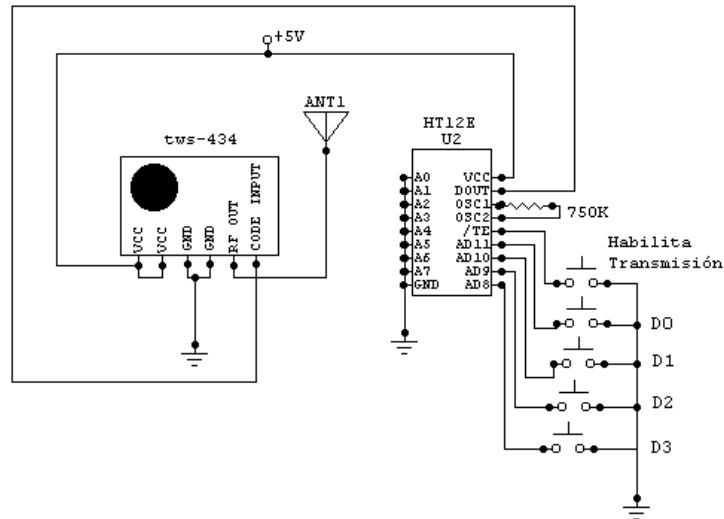 +5V
ANT1
tws-434
VCC
VCC
GND
GND
RF OUT
CODE INPUT
HT12E
U2
A0 VCC
A1 DOUT
A2 OSC1
A3 OSC2
A4 /TE
A5 AD11
A6 AD10
A7 AD9
GND AD8
750K
Habilita
Transmisión
D0
D1
D2
D3